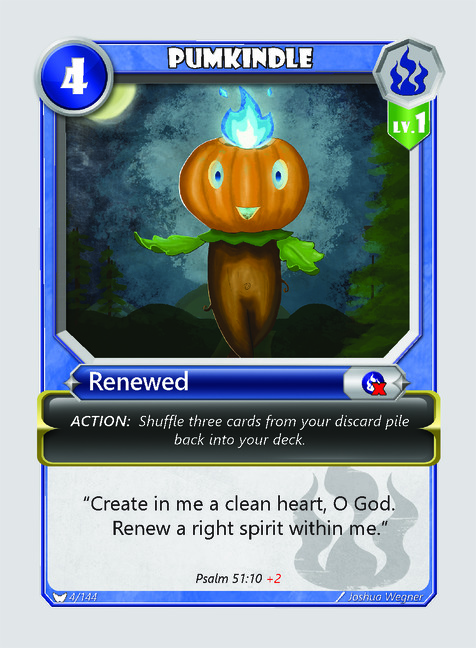 PUMKINDLE
4
LV.1
Renewed
ACTION: Shuffle three cards from your discard pile
back into your deck.
“Create in me a clean heart, O God.
Renew a right spirit within me.”
Psalm 51:10 +2
4/144
Joshua Wegner